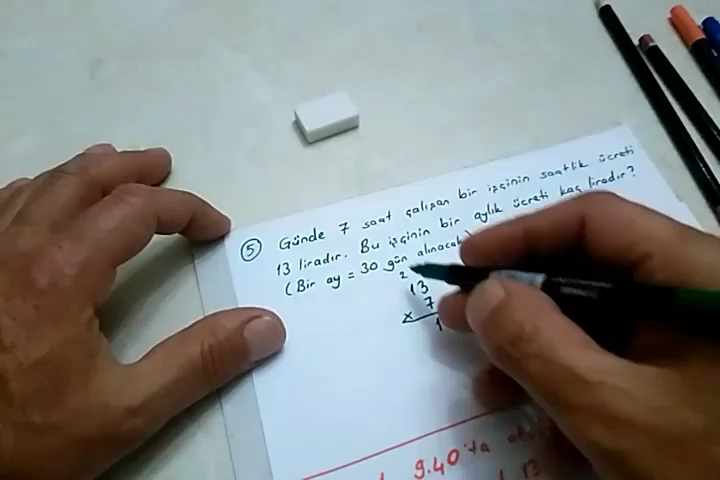 5 Günde 7 saat çalışan bir işçinin saatlik ücreti
13 liradır. Bu işçinin bir aylık ücreti kaç liradır?
(Bir ay = 30 gün alınacak)
2
13
7
x
1
9.40'ta
13